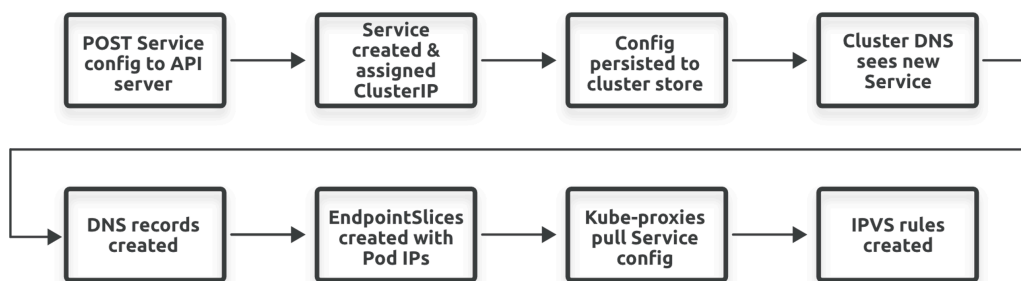 POST Service
config to API
server
Service
created &
assigned
ClusterIP
Config
persisted to
cluster store
Cluster DNS
sees new
Service
DNS records
created
EndpointSlices
created with
Pod IPs
Kube-proxies
pull Service
config
IPVS rules
created